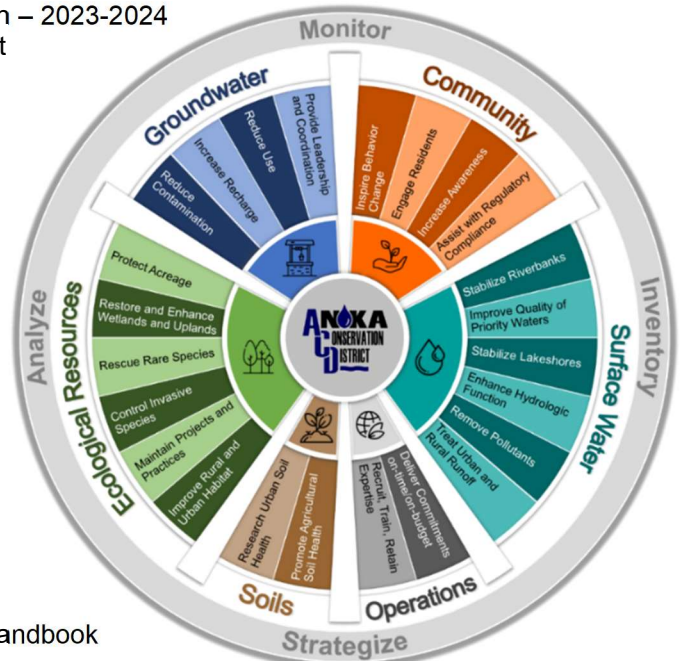 n – 2023-2024
t
Monitor
Groundwater
Reduce
Contamination
Increase Recharge
Reduce Use
Provide Leadership
and Coordination
Community
Inspire Behavior
Change
Engage Residents
Increase Awareness
Assist with Regulatory
Compliance
Inventory
Surface Water
Stabilize Riverbanks
Improve Quality of
Priority Waters
Stabilize Lakeshores
Enhance Hydrologic
Function
Remove Pollutants
Treat Urban and
Rural Runoff
Operations
Deliver Commitments
on-time/on-budget
Recruit, Train, Retain
Expertise
Strategize
Soils
Promote Agricultural
Soil Health
Research Urban Soil
Health
Ecological Resources
Improve Rural and
Urban Habitat
Maintain Projects and
Practices
Control Invasive
Species
Rescue Rare Species
Restore and Enhance
Wetlands and Uplands
Protect Acreage
Analyze
ANOKA
CONSERVATION
DISTRICT
andbook